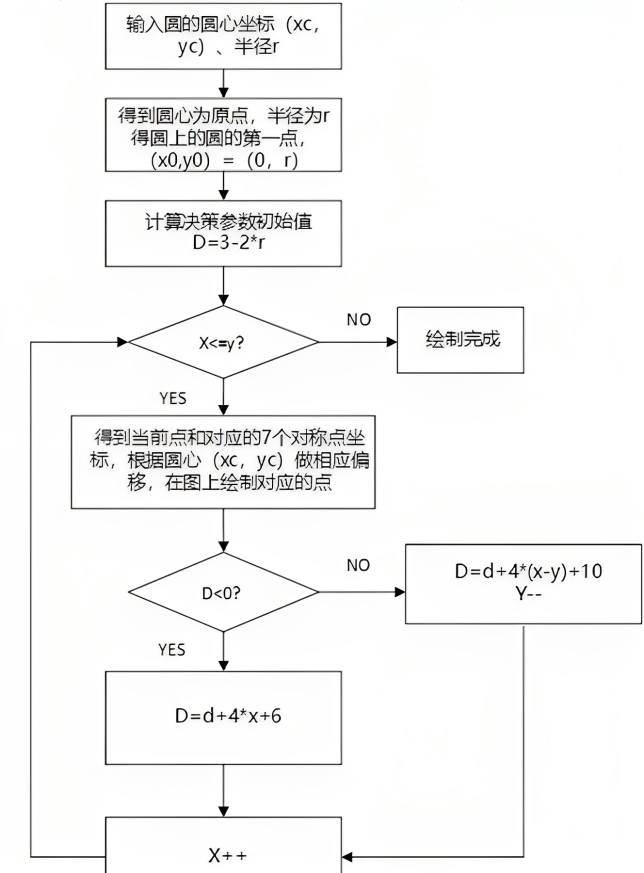 输入圆的圆心坐标（xc，
yc）、半径r
得到圆心为原点，半径为r
得圆上的圆的第一点，
（x0,y0）=（0，r）
计算决策参数初始值
D=3-2*r
X<=y?
NO
绘制完成
YES
得到当前点和对应的7个对称点坐
标，根据圆心（xc，yc）做相应偏
移，在图上绘制对应的点
D<0?
NO
D=d+4*(x-y)+10
Y--
YES
D=d+4*x+6
X++